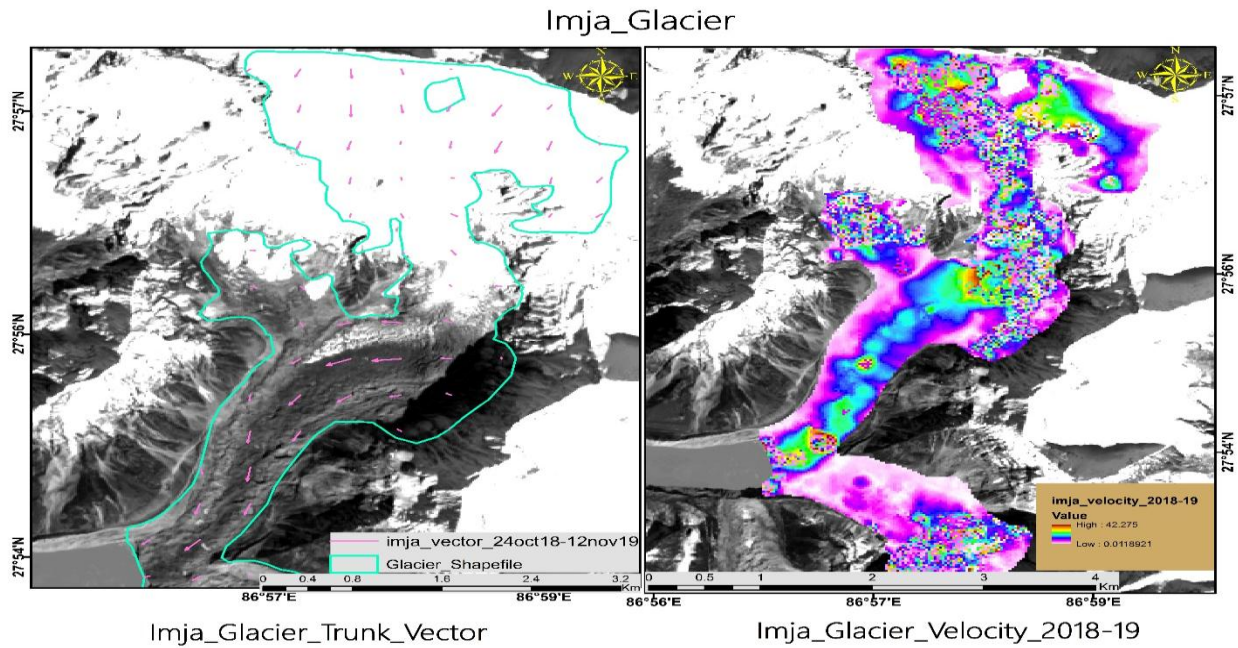 Imja_Glacier
N
W E
S
27°57'N
27°56'N
27°54'N
imja_vector_24oct18-12nov19
Glacier_Shapefile
0 0.4 0.8 1.6 2.4 3.2
Km
86°57'E 86°59'E
Imja_Glacier_Trunk_Vector
N
W E
S
27°57'N
27°56'N
27°54'N
imja_velocity_2018-19
Value
High : 42.275
Low : 0.0118921
0 0.5 1 2 3 4
Km
86°56'E 86°57'E 86°59'E
Imja_Glacier_Velocity_2018-19